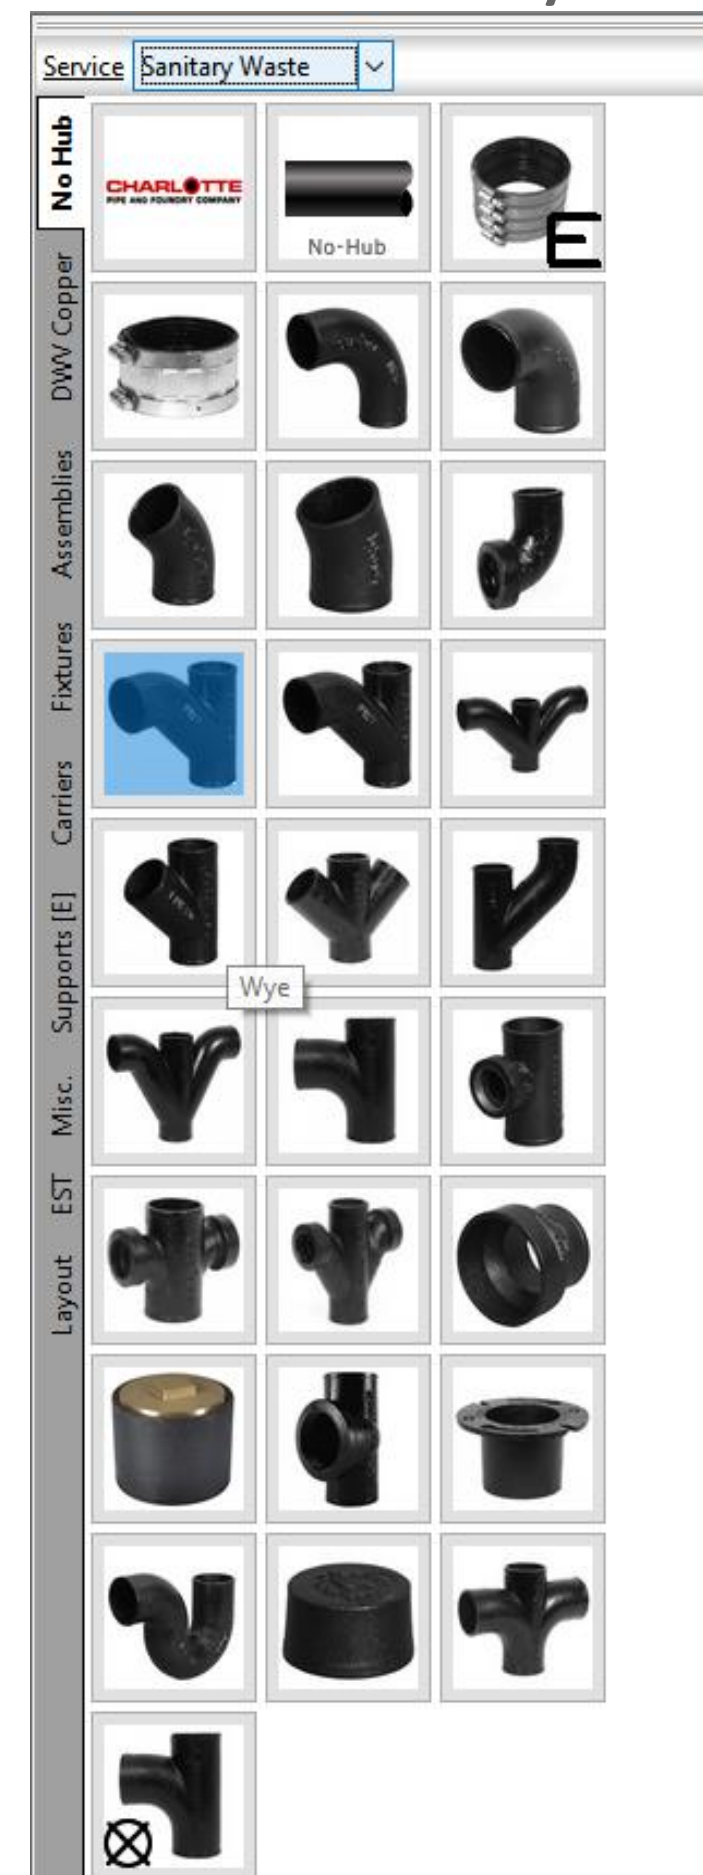 Service Sanitary Waste
No Hub
DWV Copper
Assemblies
Fixtures
Carriers
Supports [E]
Misc.
EST
Layout
CHARLOTTE
PIPE AND FOUNDRY COMPANY
No-Hub
E
Wye